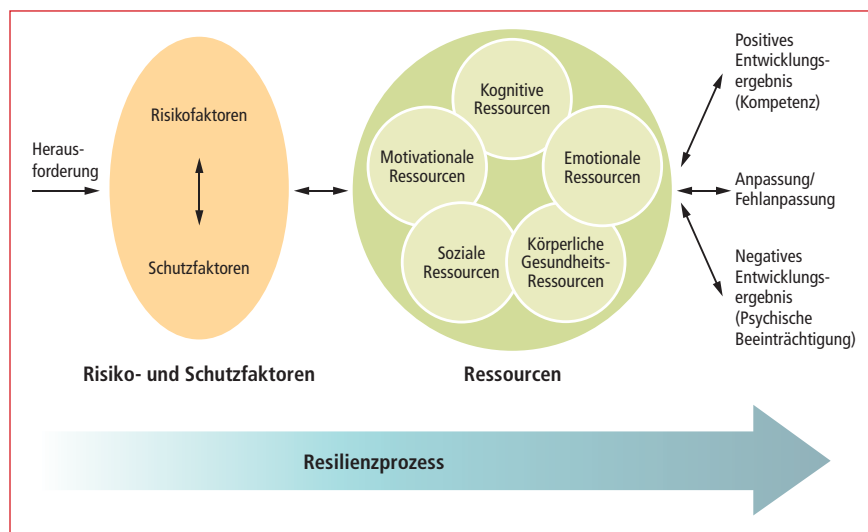 Heraus-
forderung
Risikofaktoren
Schutzfaktoren
Risiko- und Schutzfaktoren
Kognitive
Ressourcen
Motivationale
Ressourcen
Emotionale
Ressourcen
Soziale
Ressourcen
Körperliche
Gesundheits-
Ressourcen
Ressourcen
Positives
Entwicklungs-
ergebnis
(Kompetenz)
Anpassung/
Fehlanpassung
Negatives
Entwicklungs-
ergebnis
(Psychische
Beeinträchtigung)
Resilienzprozess